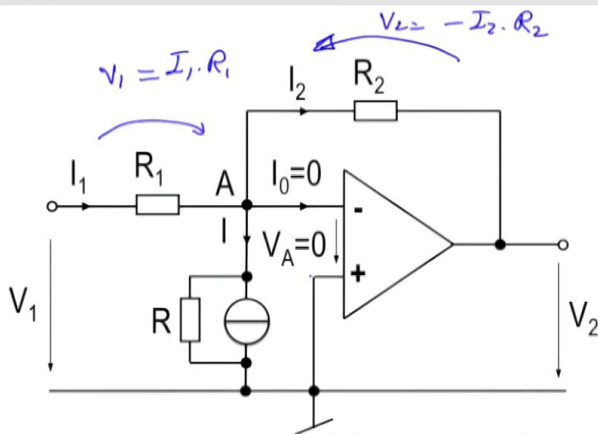 V₂= - I₂. R₂
V₁ = I₁. R₁
I₂ R₂
I₁ R₁ A I₀=0
-
I V_A=0
+
V₁ R V₂